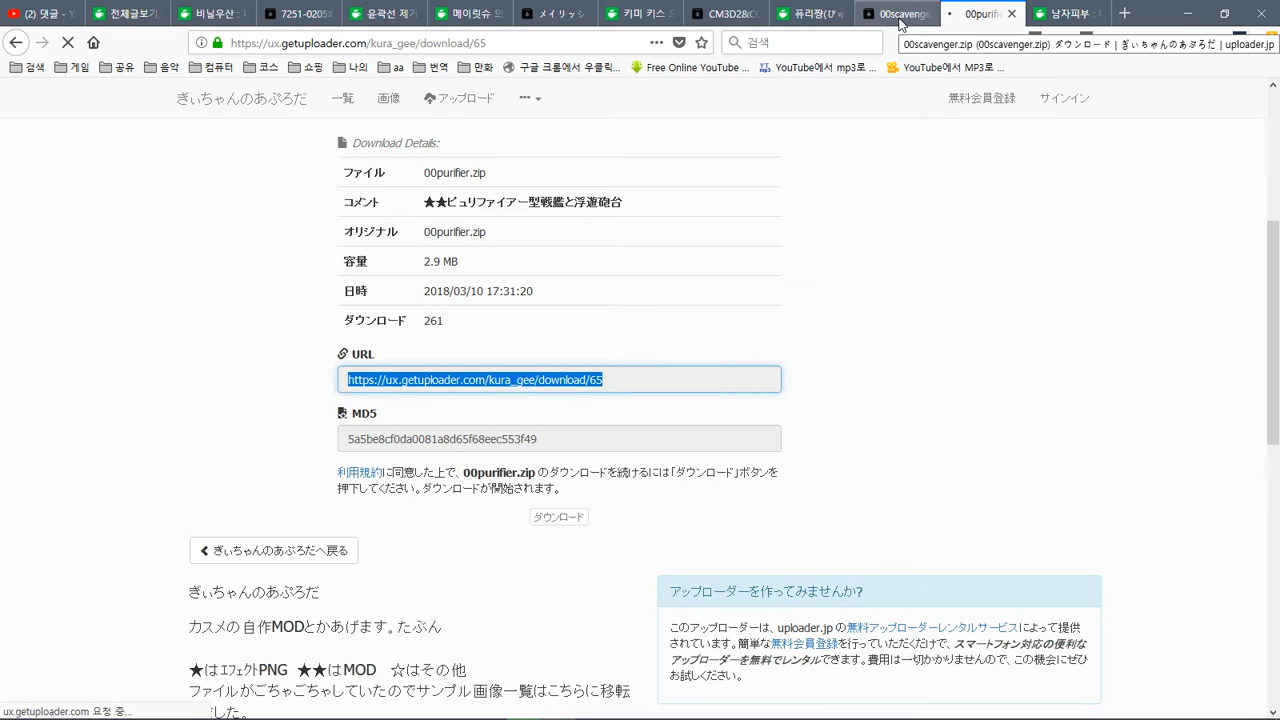 (2) 댓글 -
전체글보기
비닐우산 :
725T_0205
윤곽선 제거
메이릿슈 의
メイリッシ
키미 키스 의
CM3D2&C
퓨리쨩(びゅ
00scavenge
00purifi
남자피부 :
https://ux.getuploader.com/kura_gee/download/65
검색
00scavenger.zip (00scavenger.zip) ダウンロード | ぎぃちゃんのあぷろだ | uploader.jp
검색
게임
공유
음악
컴퓨터
코스
쇼핑
나의
aa
번역
만화
구글 크롬에서 우클릭...
Free Online YouTube ...
YouTube에서 mp3로 ...
YouTube에서 MP3로 ...
ぎぃちゃんのあぷろだ
一覧
画像
アップロード
無料会員登録
サインイン
Download Details:
ファイル 00purifier.zip
コメント ★★ピュリファイアー型戦艦と浮遊砲台
オリジナル 00purifier.zip
容量 2.9 MB
日時 2018/03/10 17:31:20
ダウンロード 261
URL
https://ux.getuploader.com/kura_gee/download/65
MD5
5a5be8cf0da0081a8d65f68eec553f49
利用規約に同意した上で、00purifier.zip のダウンロードを続けるには「ダウンロード」ボタンを
押下してください。ダウンロードが開始されます。
ダウンロード
ぎぃちゃんのあぷろだへ戻る
ぎぃちゃんのあぷろだ
カスメの自作MODとかあげます。たぶん
★はｴﾌｪｸﾄPNG ★★はMOD ☆はその他
ファイルがごちゃごちゃしていたのでサンプル画像一覧はこちらに移転
ました。
アップローダーを作ってみませんか?
このアップローダーは、uploader.jp の無料アップローダーレンタルサービスによって提供
されています。簡単な無料会員登録を行っていただくだけで、スマートフォン対応の便利な
アップローダーを無料でレンタルできます。費用は一切かかりませんので、この機会にぜひ
お試しください。
ux.getuploader.com 요청 중...